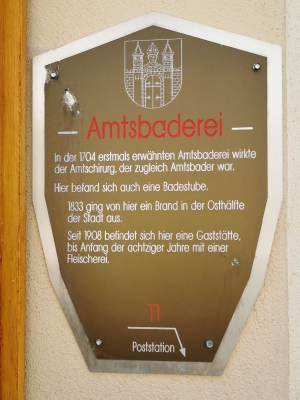 Amtsbaderei
In der 1704 erstmals erwähnten Amtsbaderei wirkte
der Amtschirurg, der zugleich Amtsbader war.
Hier befand sich auch eine Badestube.
1833 ging von hier ein Brand in der Osthälfte
der Stadt aus.
Seit 1908 befindet sich hier eine Gaststätte,
bis Anfang der achtziger Jahre mit einer
Fleischerei.
11
Poststation